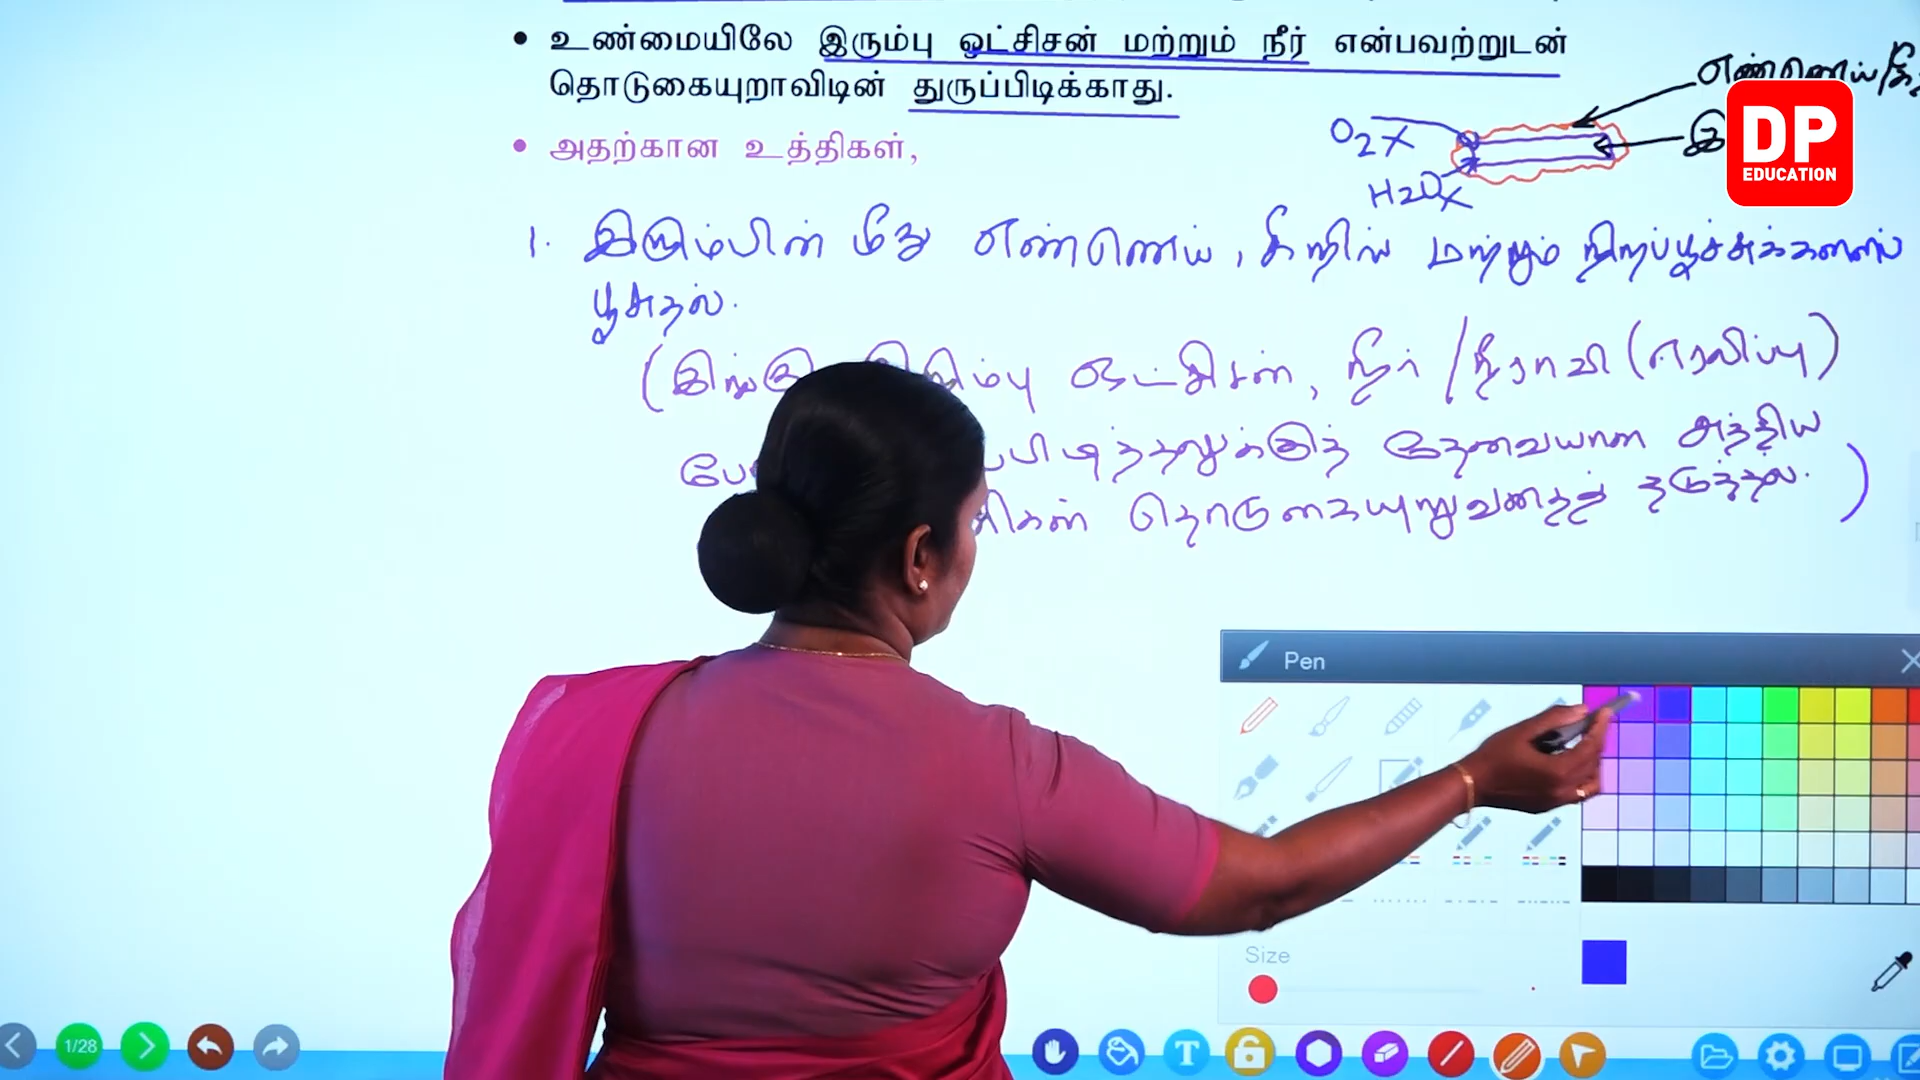 உண்மையிலே இரும்பு ஒட்சிசன் மற்றும் நீர் என்பவற்றுடன்
தொடுகையுறாவிடின் துருப்பிடிக்காது.
எண்ணெய்/கி
O2 X
இ
H2O X
DP
EDUCATION
அதற்கான உத்திகள்,
1. இரும்பின் மீது எண்ணெய், கிறிஸ் மற்றும் நிறப்பூச்சுக்களைப்
பூசுதல்.
(இங்கு ஒட்சிசன், நீர் / நீராவி (ஈரலிப்பு)
தேவையான அத்திய
தொடுகையுறுவதைத் தடுத்தல். )
Pen
Size
1/28
T